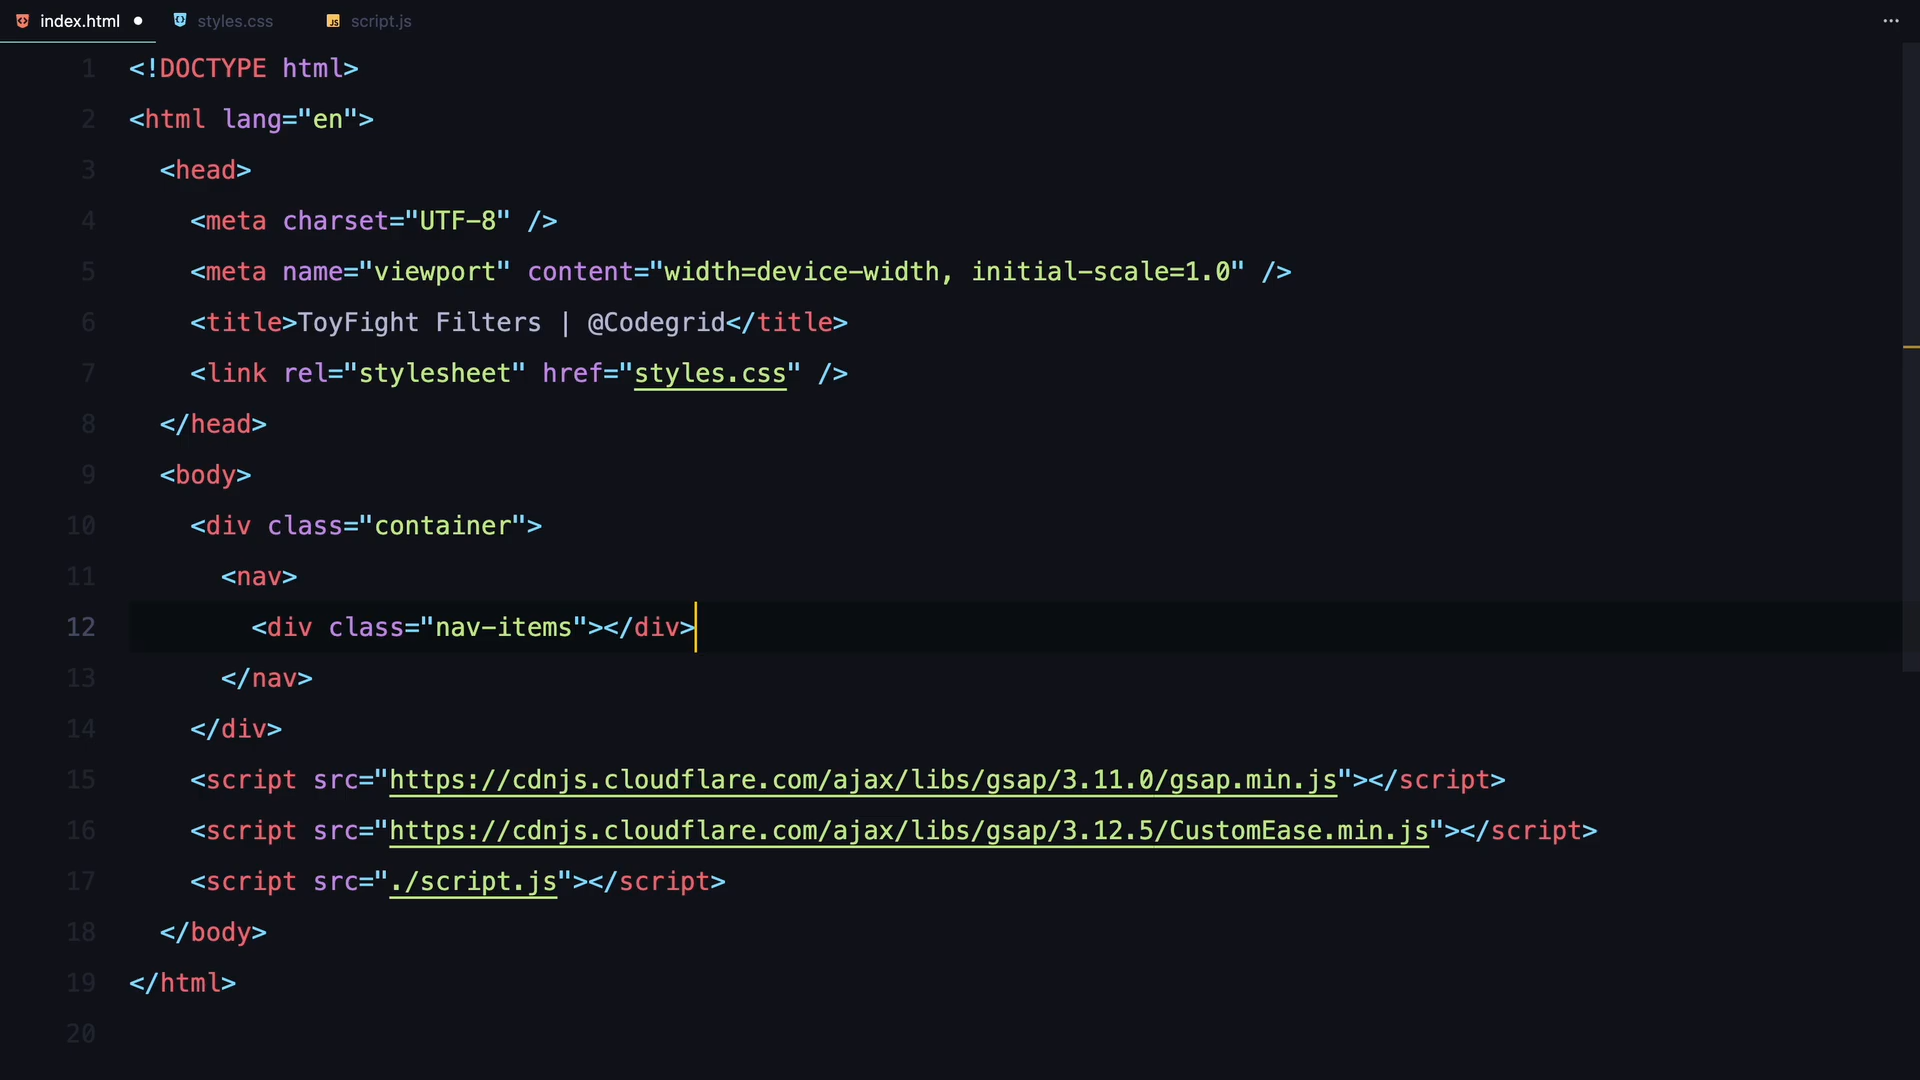 index.html styles.css script.js
1 <!DOCTYPE html>
2 <html lang="en">
3   <head>
4     <meta charset="UTF-8" />
5     <meta name="viewport" content="width=device-width, initial-scale=1.0" />
6     <title>ToyFight Filters | @Codegrid</title>
7     <link rel="stylesheet" href="styles.css" />
8   </head>
9   <body>
10     <div class="container">
11       <nav>
12         <div class="nav-items"></div>
13       </nav>
14     </div>
15     <script src="https://cdnjs.cloudflare.com/ajax/libs/gsap/3.11.0/gsap.min.js"></script>
16     <script src="https://cdnjs.cloudflare.com/ajax/libs/gsap/3.12.5/CustomEase.min.js"></script>
17     <script src="./script.js"></script>
18   </body>
19 </html>
20